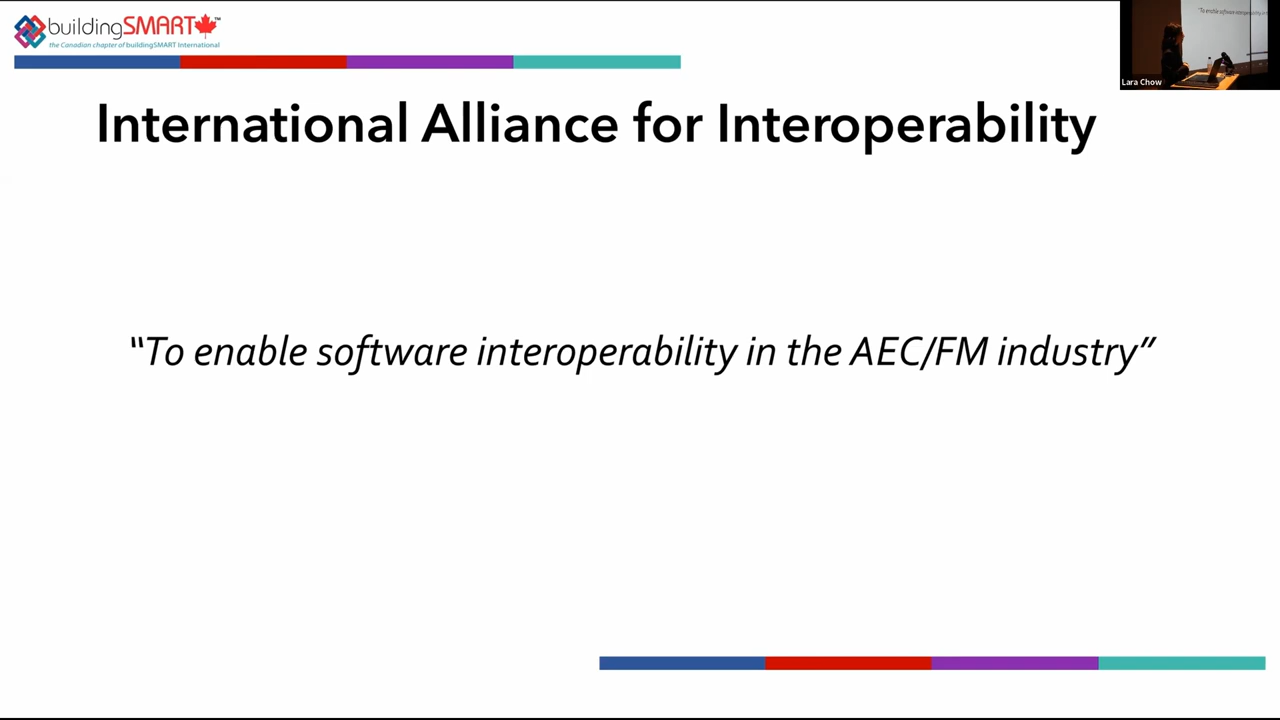 buildingSMART™
the Canadian chapter of buildingSMART International
Lara Chow
International Alliance for Interoperability
“To enable software interoperability in the AEC/FM industry”